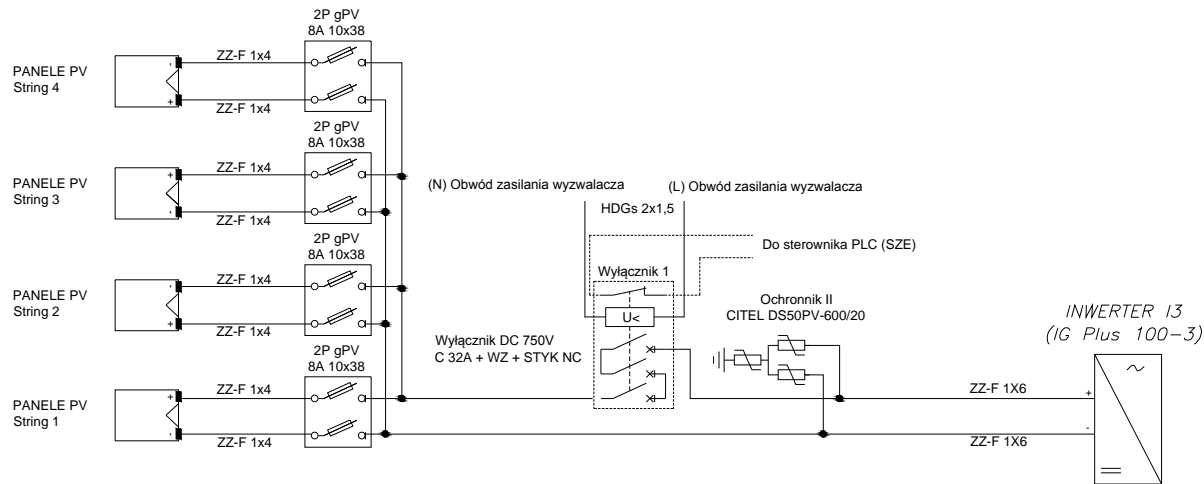 2P gPV
8A 10x38
PANELE PV
String 4
-
+
ZZ-F 1x4
ZZ-F 1x4
2P gPV
8A 10x38
PANELE PV
String 3
+
-
ZZ-F 1x4
ZZ-F 1x4
(N) Obwód zasilania wyzwalacza
(L) Obwód zasilania wyzwalacza
HDGs 2x1,5
Do sterownika PLC (SZE)
2P gPV
8A 10x38
PANELE PV
String 2
-
+
ZZ-F 1x4
ZZ-F 1x4
Wyłącznik 1
U<
Ochronnik II
CITEL DS50PV-600/20
INWERTER I3
(IG Plus 100-3)
Wyłącznik DC 750V
C 32A + WZ + STYK NC
2P gPV
8A 10x38
PANELE PV
String 1
+
-
ZZ-F 1x4
ZZ-F 1x4
ZZ-F 1X6
ZZ-F 1X6
+
-